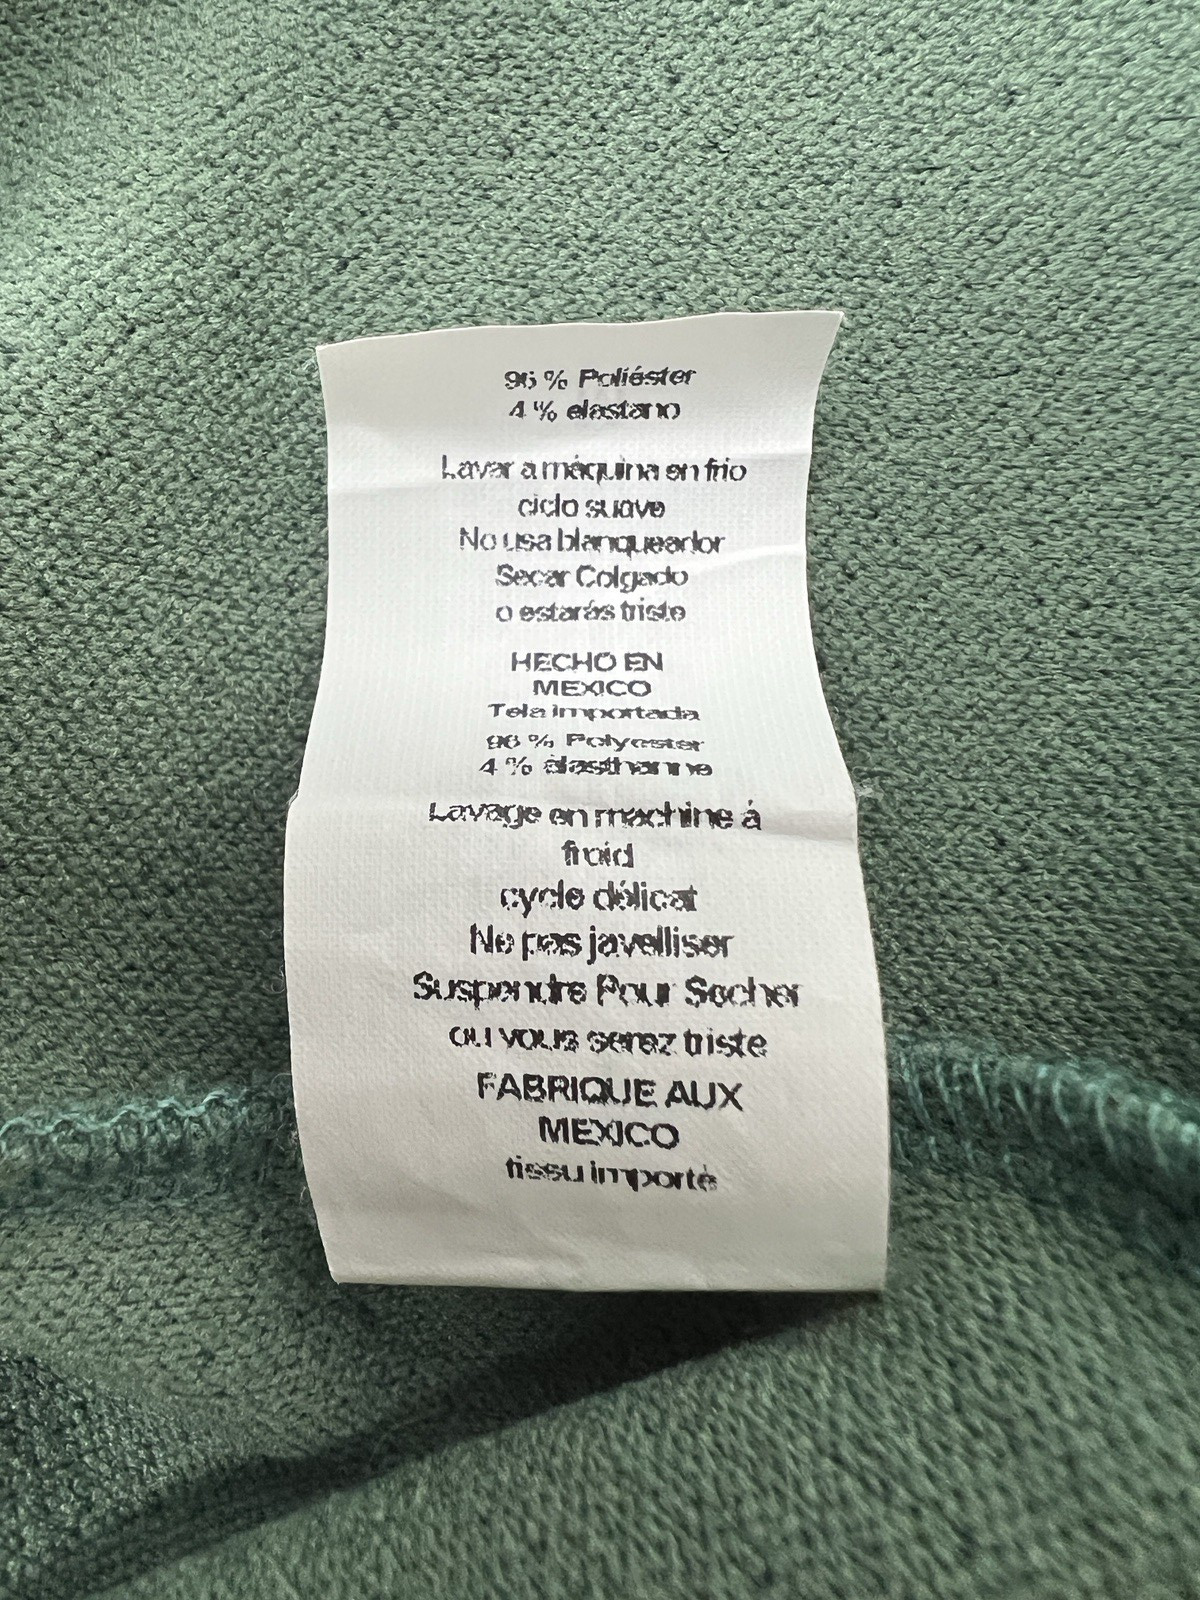 96 % Poliéster
4 % elastano
Lavar a máquina en frio
ciclo suave
No usa blanqueador
Secar Colgado
o estarás triste
HECHO EN
MEXICO
Tela Importada
96 % Polyester
4 % élasthanne
Lavage en machine á
froid
cycle délicat
Ne pas javelliser
Suspendre Pour Secher
ou vous serez triste
FABRIQUE AUX
MEXICO
tissu importé